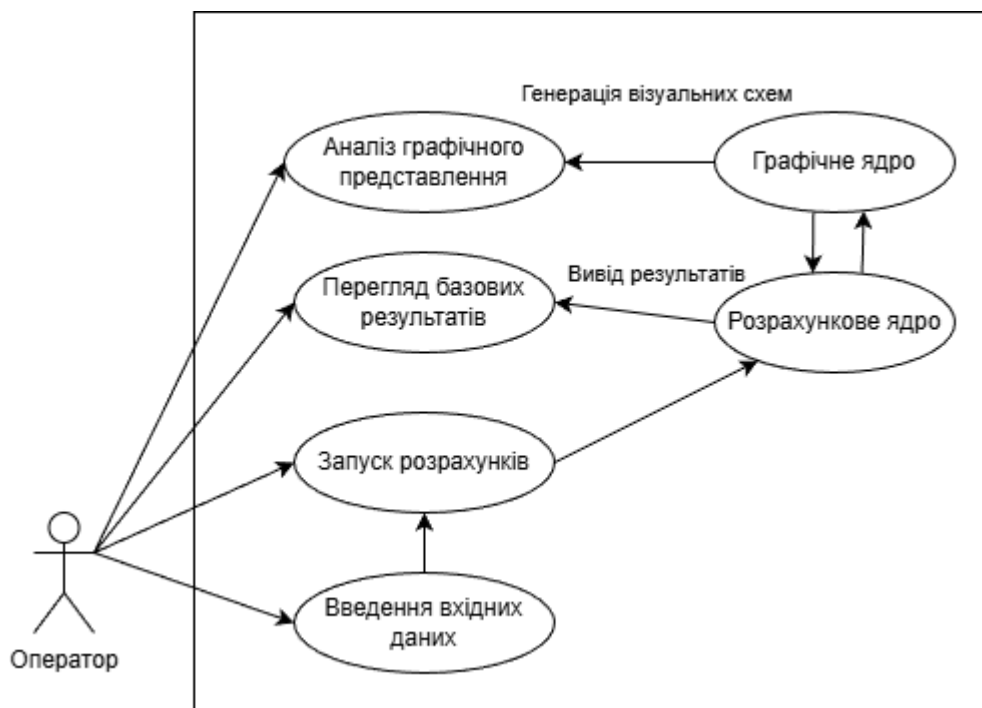 Генерація візуальних схем
Аналіз графічного
представлення
Графічне ядро
Вивід результатів
Перегляд базових
результатів
Розрахункове ядро
Запуск розрахунків
Введення вхідних
даних
Оператор